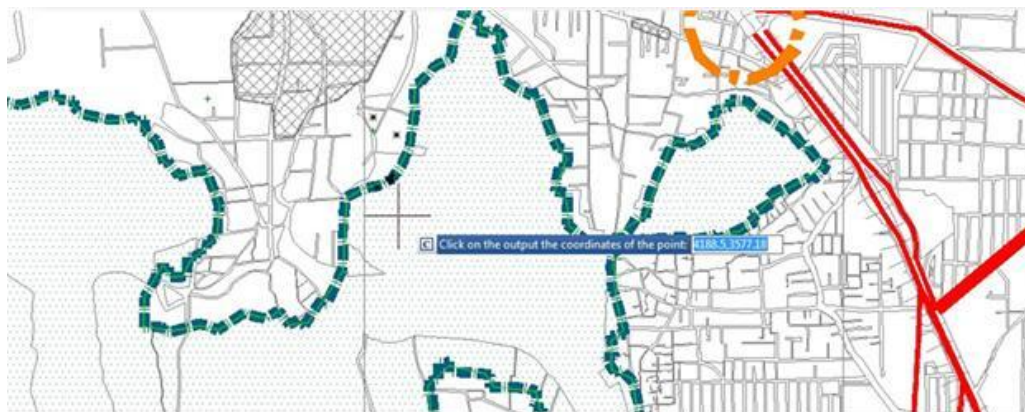 Click on the output the coordinates of the point: 4188.5,3577.18